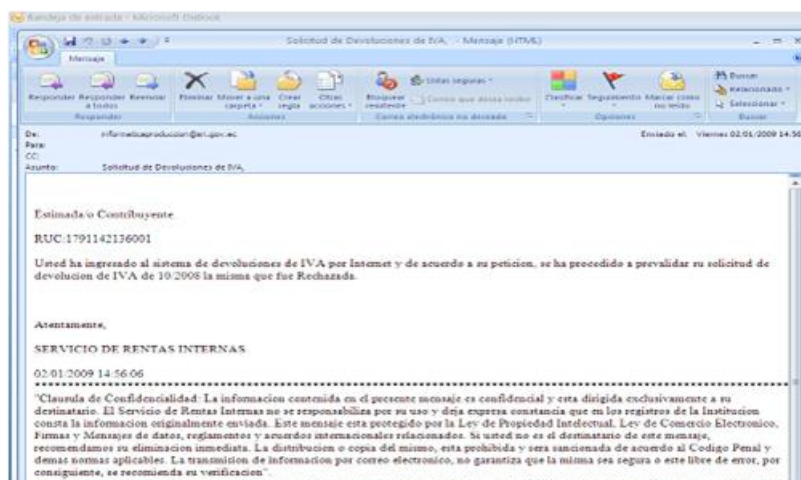 Bandeja de entrada - Microsoft Outlook
Solicitud de Devoluciones de IVA, - Mensaje (HTML)
Mensaje
Responder Responder a todos Reenviar
Eliminar Mover a una carpeta Crear regla Otras acciones
Bloquear remitente Listas seguras Correo que desea recibir
Clasificar Seguimiento Marcar como no leído
Buscar
Relacionado
Seleccionar
Responder Acciones Correo electrónico no deseado Opciones Buscar
De: informaticaproduccion@sri.gov.ec Enviado el: Viernes 02/01/2009 14:56
Para:
CC:
Asunto: Solicitud de Devoluciones de IVA,
Estimada/o Contribuyente
RUC:1791142136001
Usted ha ingresado al sistema de devoluciones de IVA por Internet y de acuerdo a su peticion, se ha procedido a prevalidar su solicitud de
devolucion de IVA de 10/2008 la misma que fue Rechazada.
Atentamente,
SERVICIO DE RENTAS INTERNAS
02/01/2009 14:56:06
"Clausula de Confidencialidad: La informacion contenida en el presente mensaje es confidencial y esta dirigida exclusivamente a su
destinatario. El Servicio de Rentas Internas no se responsabiliza por su uso y deja expresa constancia que en los registros de la Institucion
consta la informacion originalmente enviada. Este mensaje esta protegido por la Ley de Propiedad Intelectual, Ley de Comercio Electronico,
Firmas y Mensajes de datos, reglamentos y acuerdos internacionales relacionados. Si usted no es el destinatario de este mensaje,
recomendamos su eliminacion inmediata. La distribucion o copia del mismo, esta prohibida y sera sancionada de acuerdo al Codigo Penal y
demas normas aplicables. La transmision de informacion por correo electronico, no garantiza que la misma sea segura o este libre de error, por
consiguiente, se recomienda su verificacion".